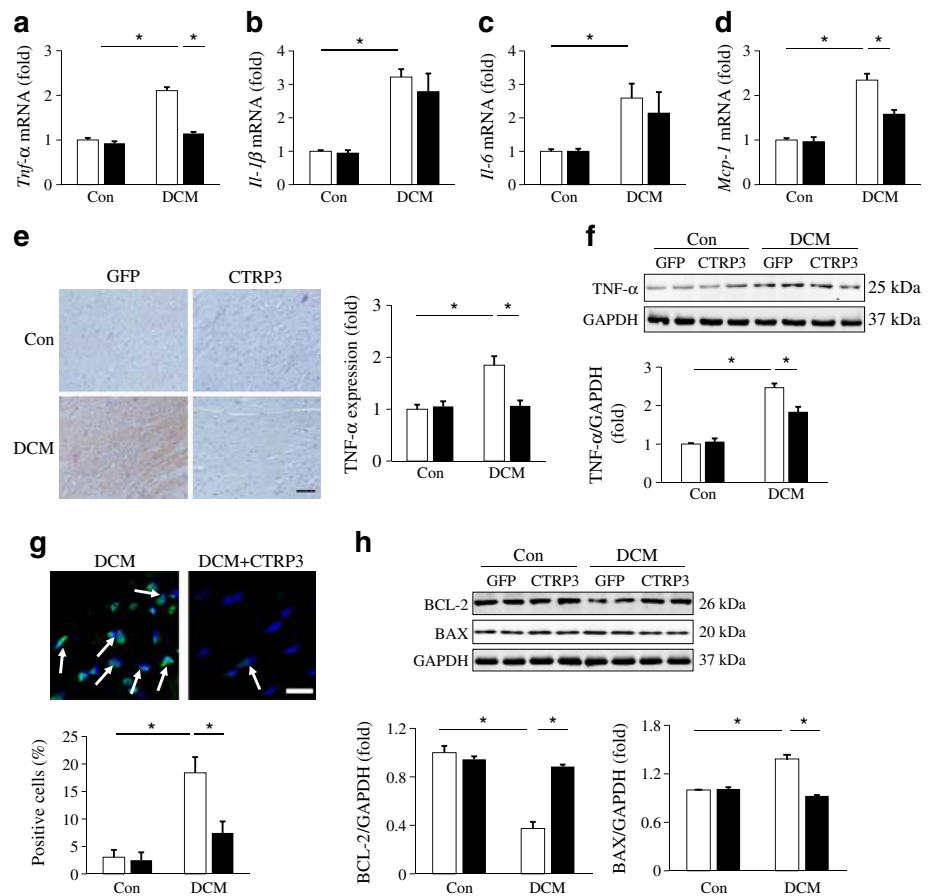 a
*
*
3
2
1
0
Tnf-α mRNA (fold)
Con
DCM
b
*
4
3
2
1
0
Il-1β mRNA (fold)
Con
DCM
c
*
4
3
2
1
0
Il-6 mRNA (fold)
Con
DCM
d
*
*
3
2
1
0
Mcp-1 mRNA (fold)
Con
DCM
e
GFP
CTRP3
Con
DCM
*
*
3
2
1
0
TNF-α expression (fold)
Con
DCM
f
Con
DCM
GFP
CTRP3
GFP
CTRP3
TNF-α
25 kDa
GAPDH
37 kDa
*
*
3
2
1
0
TNF-α/GAPDH
(fold)
Con
DCM
g
DCM
DCM+CTRP3
*
*
25
20
15
10
5
0
Positive cells (%)
Con
DCM
h
Con
DCM
GFP
CTRP3
GFP
CTRP3
BCL-2
26 kDa
BAX
20 kDa
GAPDH
37 kDa
*
*
1.2
0.8
0.4
0
BCL-2/GAPDH (fold)
Con
DCM
*
*
1.8
1.2
0.6
0
BAX/GAPDH (fold)
Con
DCM